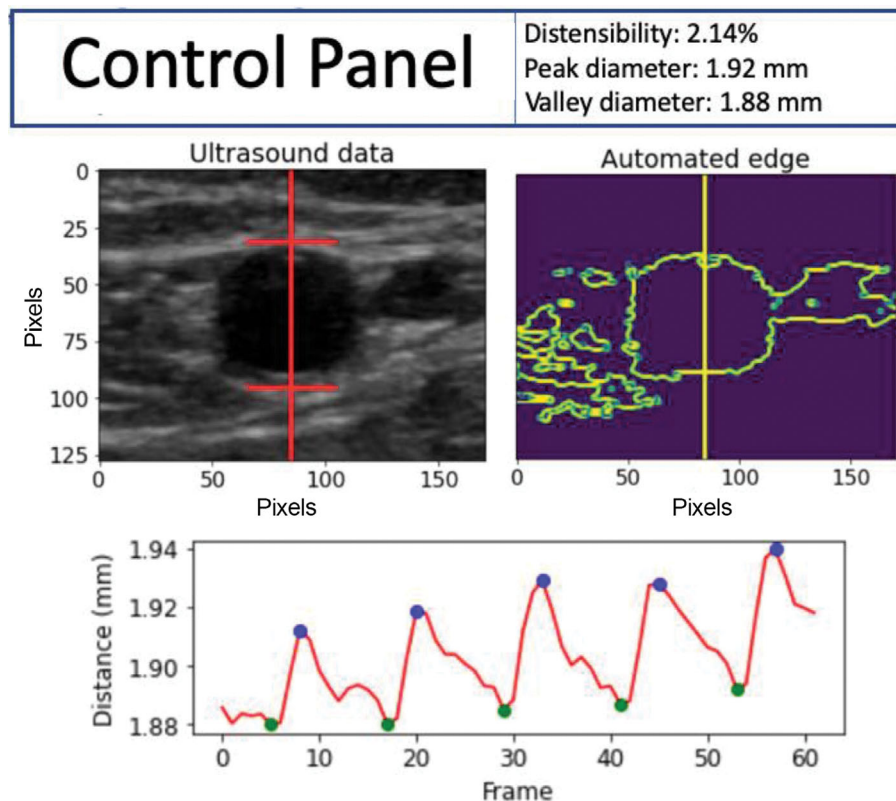 Control Panel
Distensibility: 2.14%
Peak diameter: 1.92 mm
Valley diameter: 1.88 mm
Ultrasound data
0
25
50
75
100
125
Pixels
0
50
100
150
Pixels
Automated edge
0
50
100
150
Pixels
1.94
1.92
1.90
1.88
Distance (mm)
0
10
20
30
40
50
60
Frame